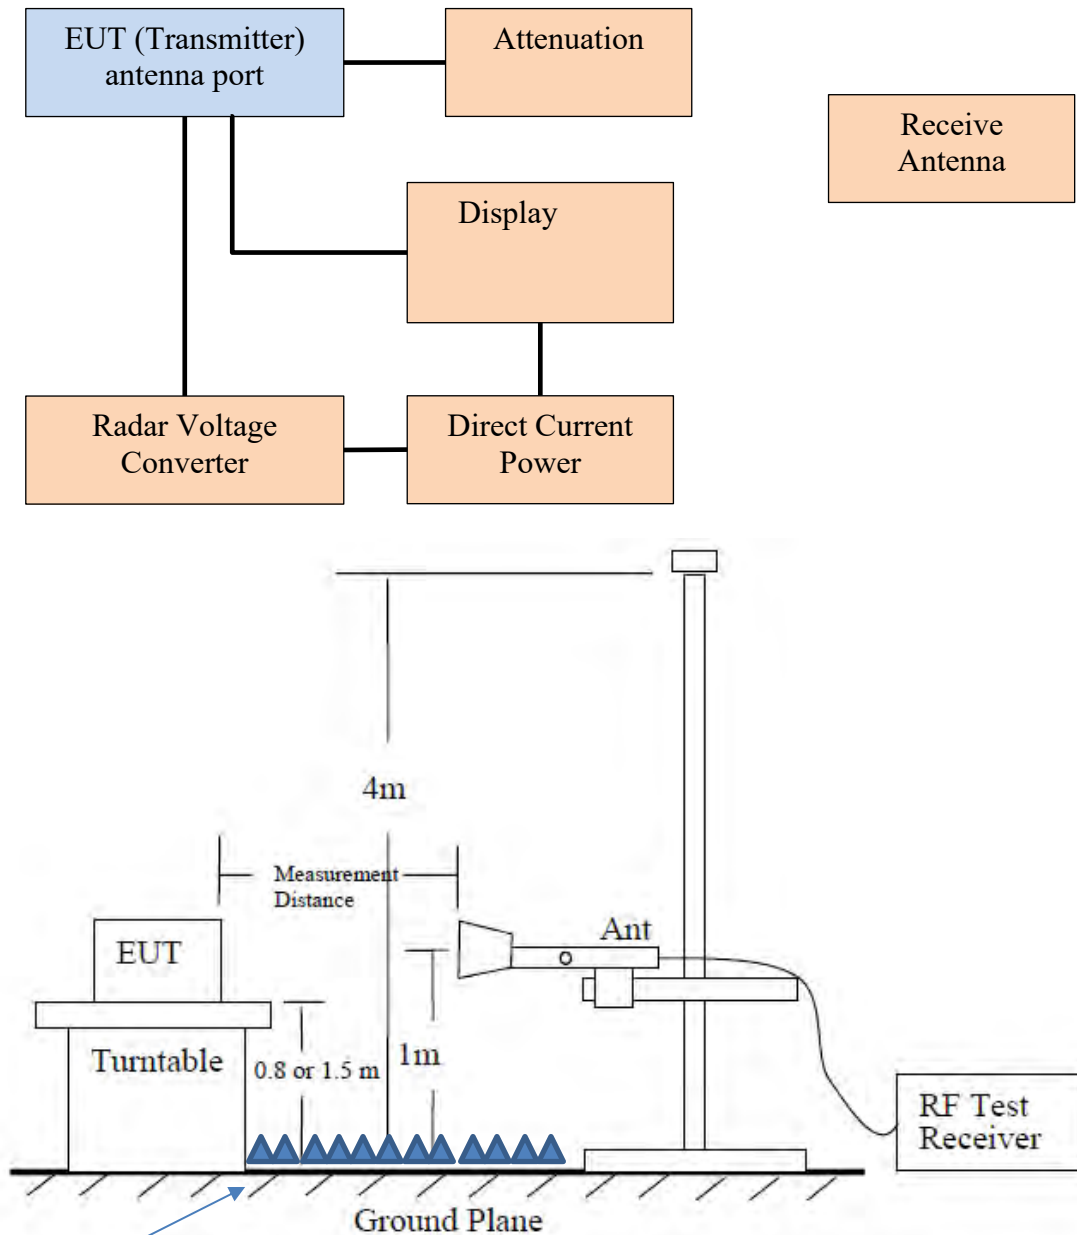 EUT (Transmitter)
antenna port
Attenuation
Receive
Antenna
Display
Radar Voltage
Converter
Direct Current
Power
4m
Measurement
Distance
Ant
EUT
Turntable
0.8 or 1.5 m
1m
RF Test
Receiver
Ground Plane